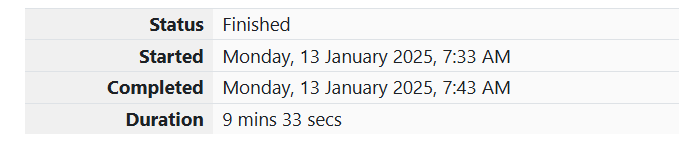 Status Finished
Started Monday, 13 January 2025, 7:33 AM
Completed Monday, 13 January 2025, 7:43 AM
Duration 9 mins 33 secs